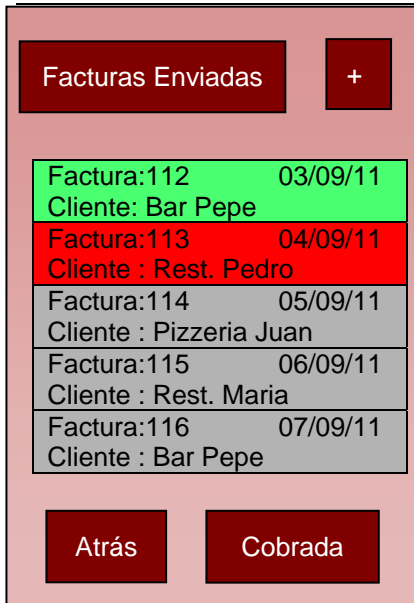 Facturas Enviadas +
Factura:112 03/09/11
Cliente: Bar Pepe
Factura:113 04/09/11
Cliente : Rest. Pedro
Factura:114 05/09/11
Cliente : Pizzeria Juan
Factura:115 06/09/11
Cliente : Rest. Maria
Factura:116 07/09/11
Cliente : Bar Pepe
Atrás Cobrada